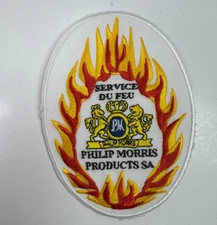 SERVICE
DU FEU
PM
PHILIP MORRIS
PRODUCTS SA